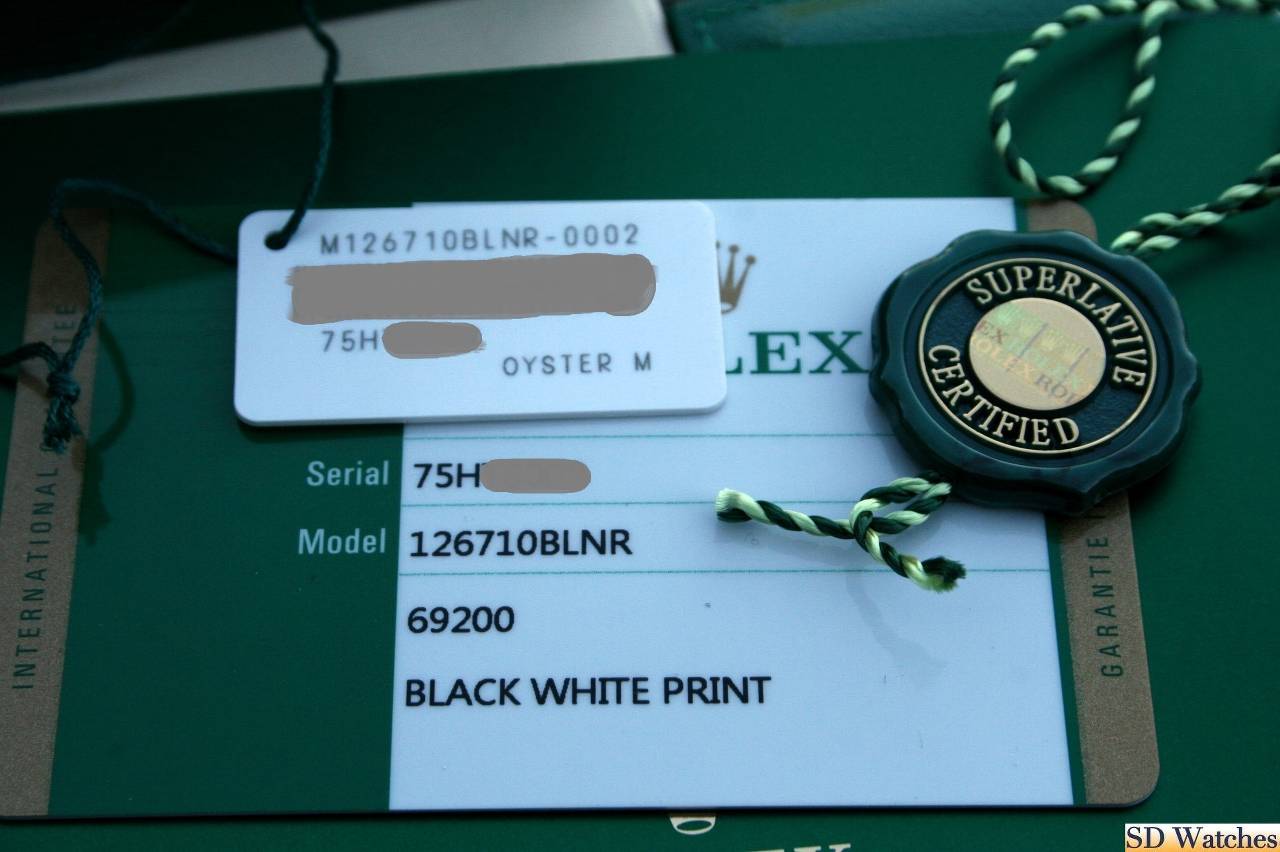 M126710BLNR-0002
75H
OYSTER M
LEX
SUPERLATIVE
CERTIFIED
Serial 75H
Model 126710BLNR
69200
BLACK WHITE PRINT
INTERNATIONAL
GARANTIE
SD Watches